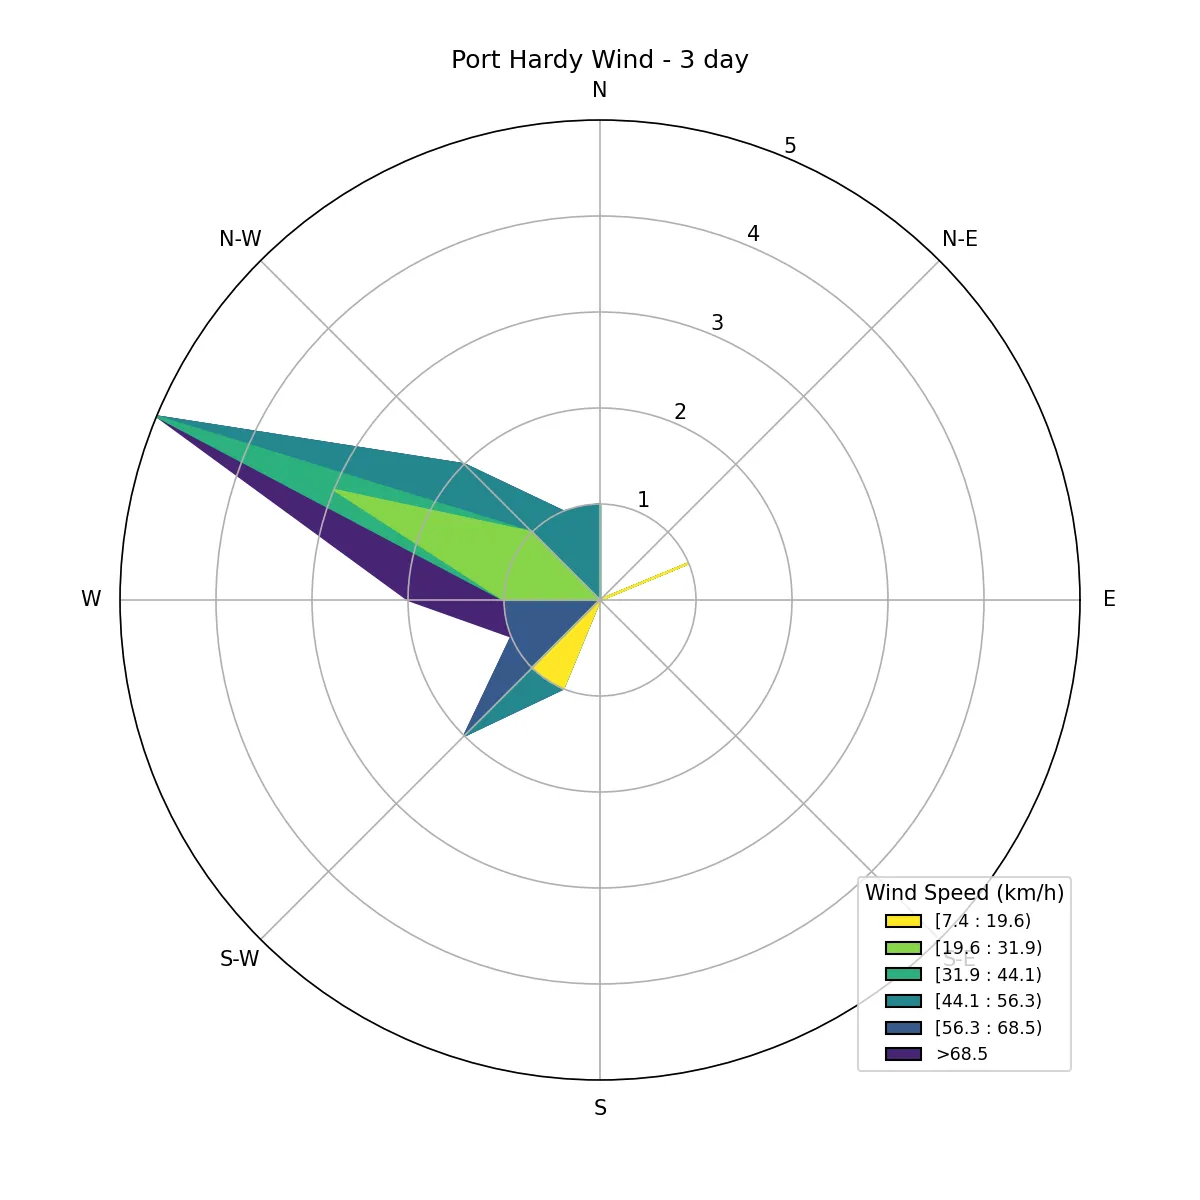 Port Hardy Wind - 3 day
N
5
N-W
4
N-E
3
2
1
W
E
Wind Speed (km/h)
[7.4 : 19.6)
[19.6 : 31.9)
S-W
S-E
[31.9 : 44.1)
[44.1 : 56.3)
[56.3 : 68.5)
>68.5
S